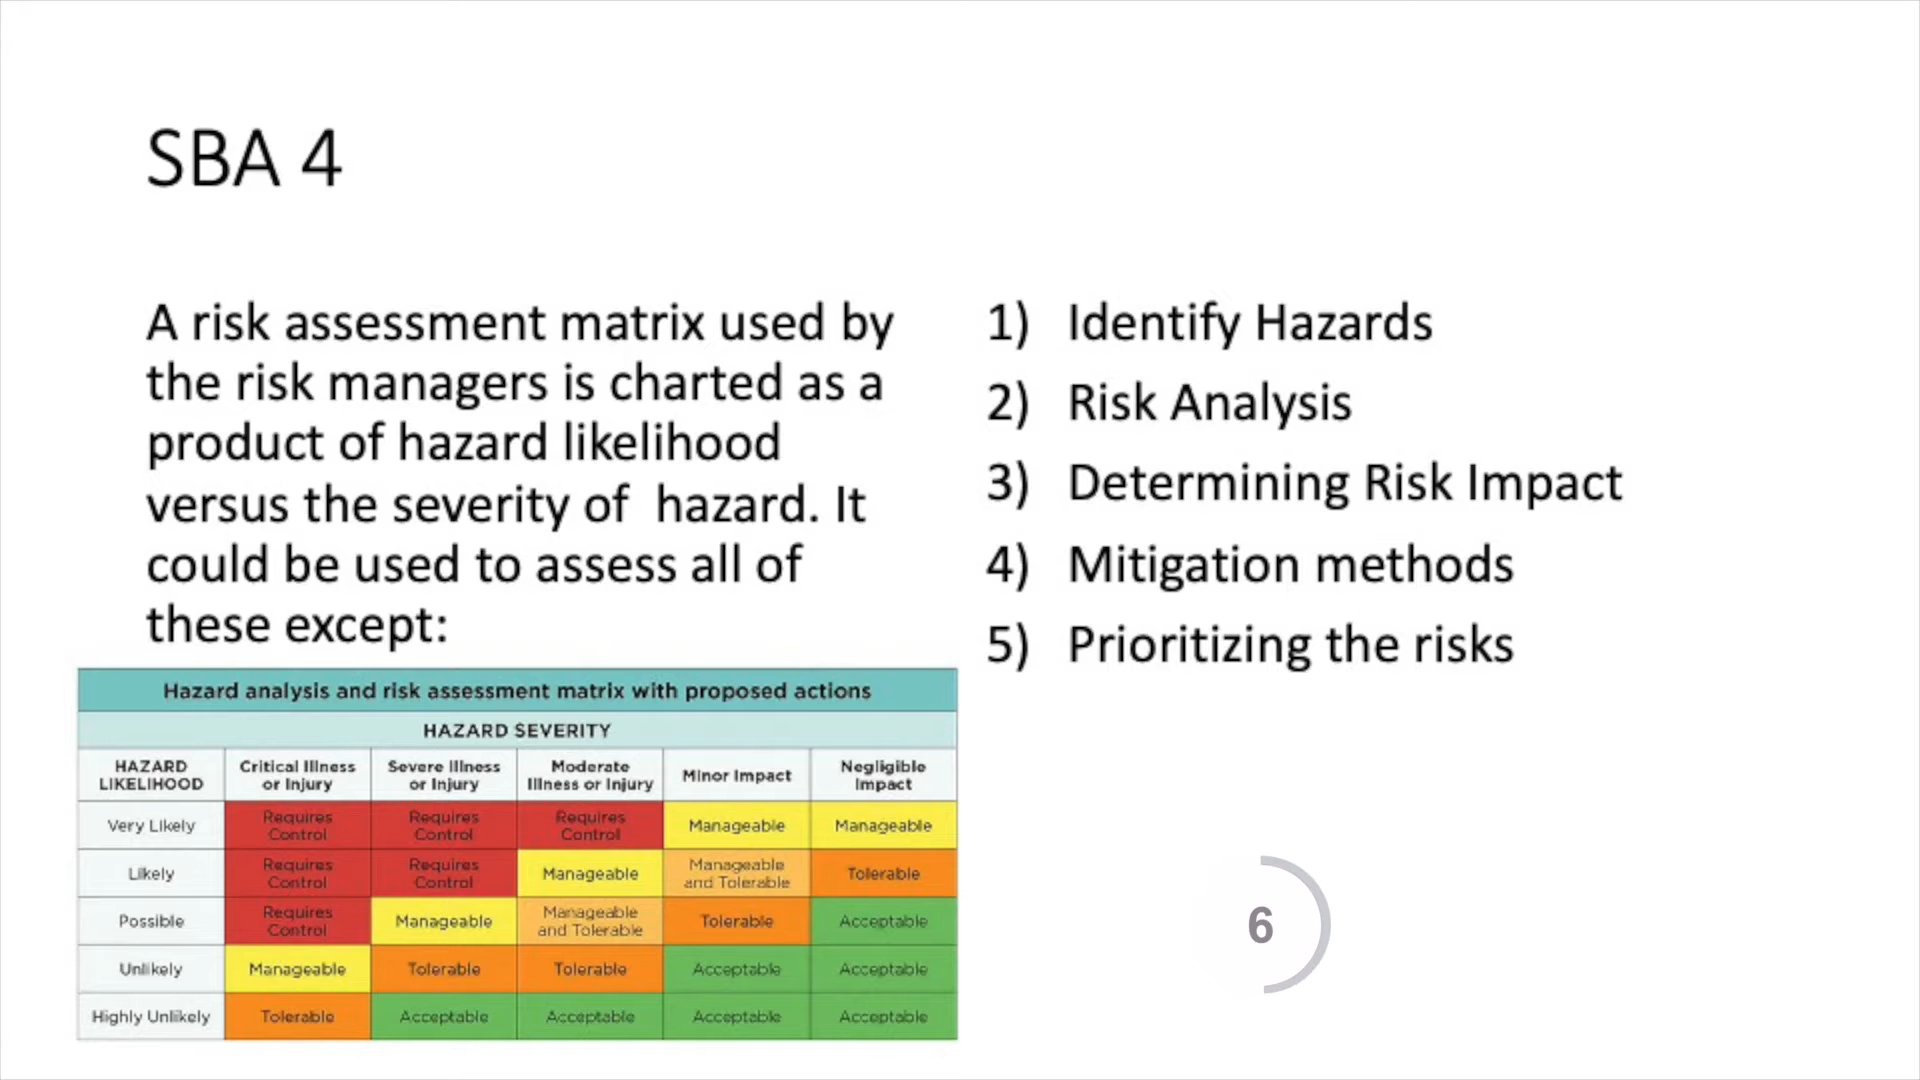 SBA 4
A risk assessment matrix used by
the risk managers is charted as a
product of hazard likelihood
versus the severity of  hazard. It
could be used to assess all of
these except:
1) Identify Hazards
2) Risk Analysis
3) Determining Risk Impact
4) Mitigation methods
5) Prioritizing the risks
Hazard analysis and risk assessment matrix with proposed actions
HAZARD SEVERITY
HAZARD LIKELIHOOD Critical Illness or Injury Severe Illness or Injury Moderate Illness or Injury Minor Impact Negligible Impact
Very Likely Requires Control Requires Control Requires Control Manageable Manageable
Likely Requires Control Requires Control Manageable Manageable and Tolerable Tolerable
Possible Requires Control Manageable Manageable and Tolerable Tolerable Acceptable
Unlikely Manageable Tolerable Tolerable Acceptable Acceptable
Highly Unlikely Tolerable Acceptable Acceptable Acceptable Acceptable
6